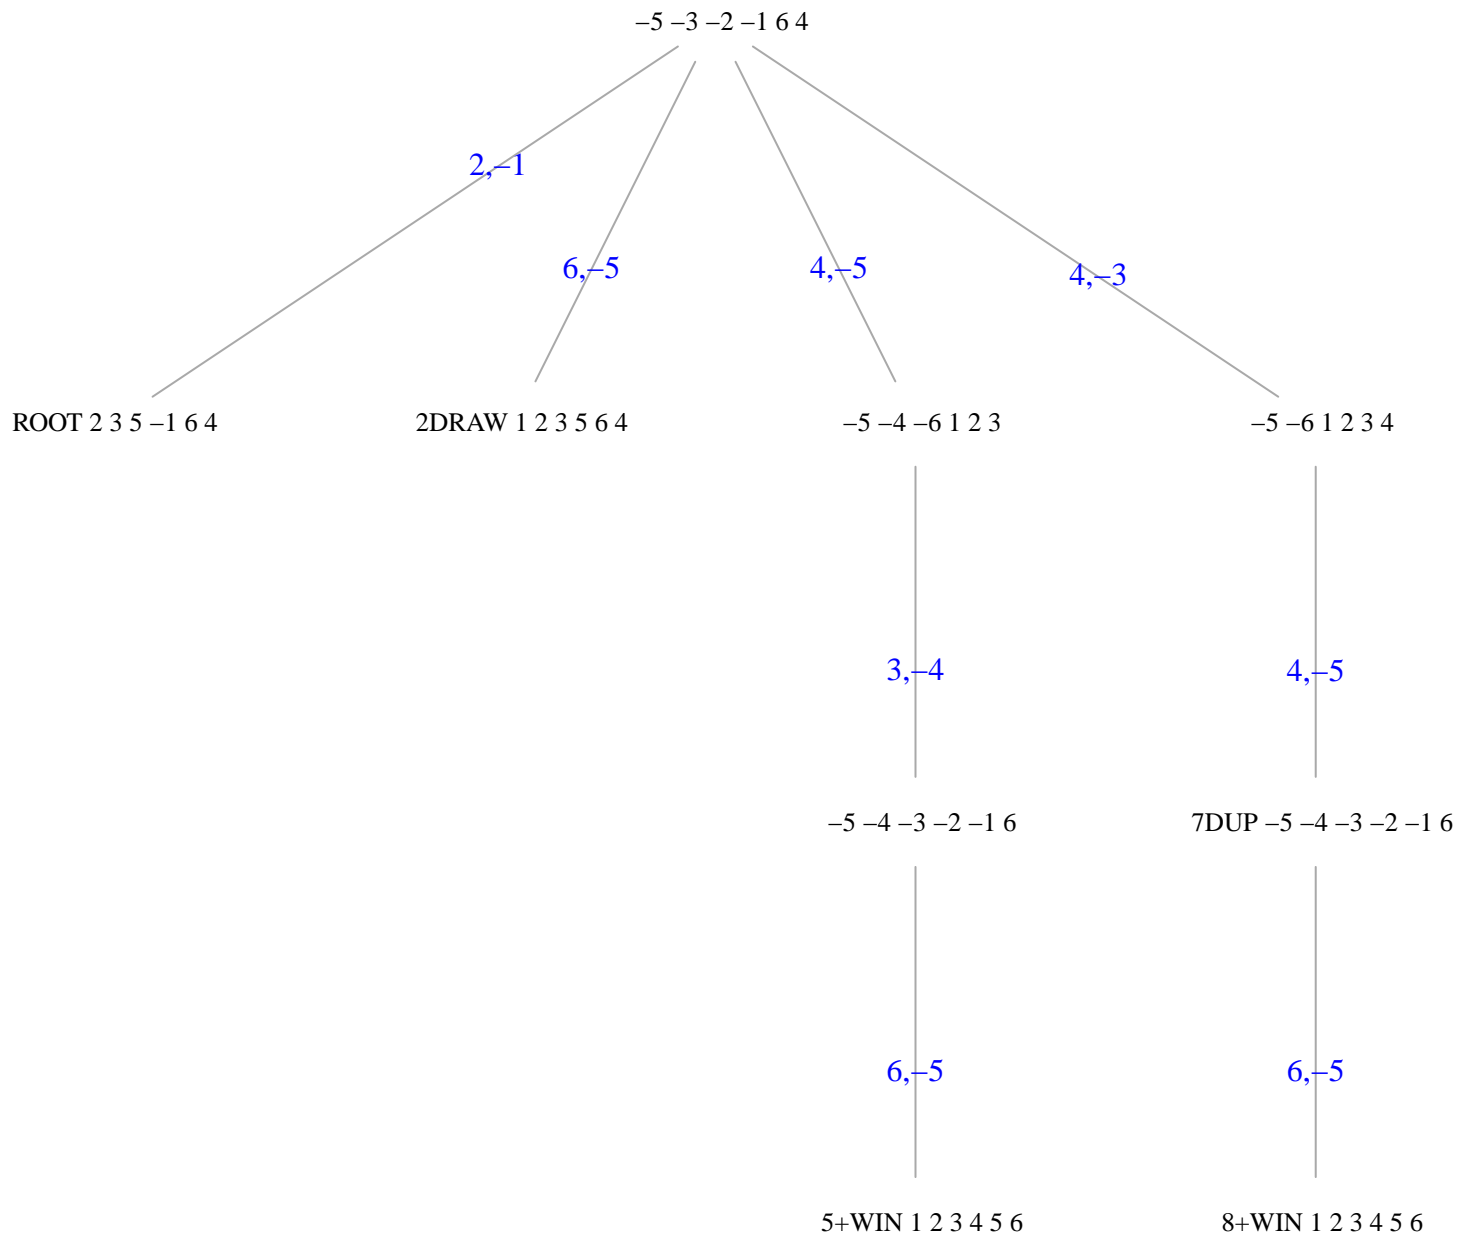 –5 –3 –2 –1 6 4
2,–1
6,–5
4,–5
4,–3
ROOT 2 3 5 –1 6 4
2DRAW 1 2 3 5 6 4
–5 –4 –6 1 2 3
–5 –6 1 2 3 4
3,–4
4,–5
–5 –4 –3 –2 –1 6
7DUP –5 –4 –3 –2 –1 6
6,–5
6,–5
5+WIN 1 2 3 4 5 6
8+WIN 1 2 3 4 5 6